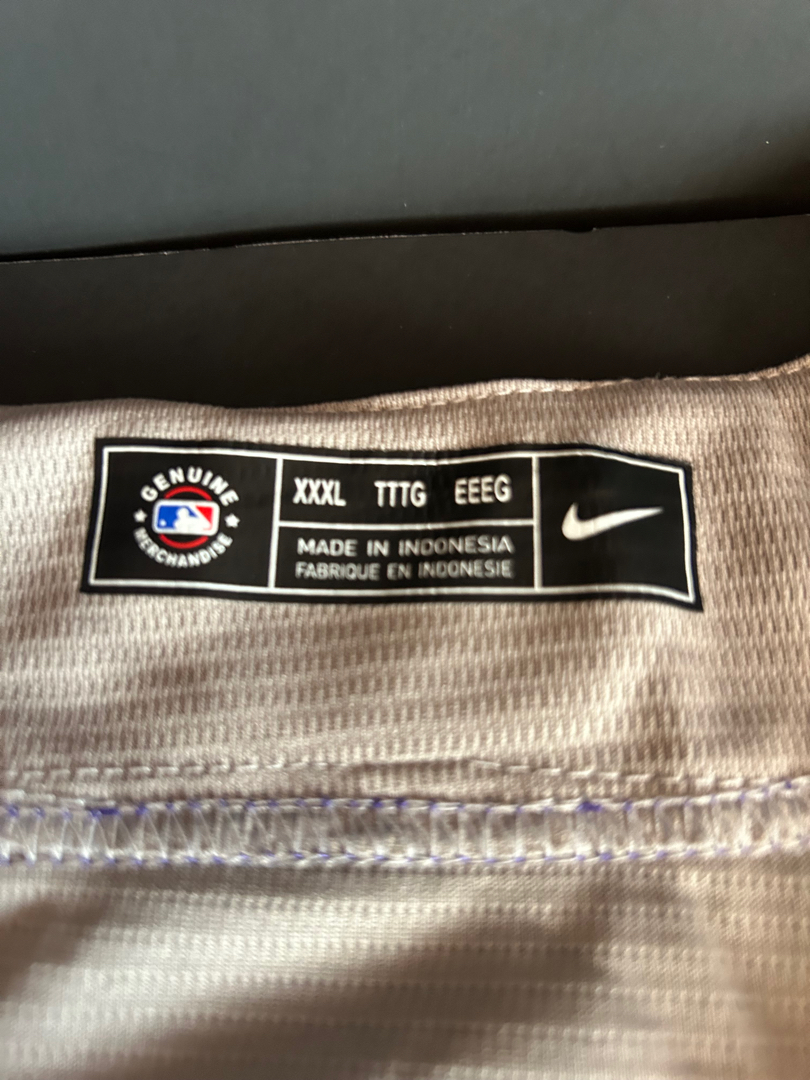 GENUINE
MERCHANDISE
XXXL TTTG EEEG
MADE IN INDONESIA
FABRIQUE EN INDONESIE